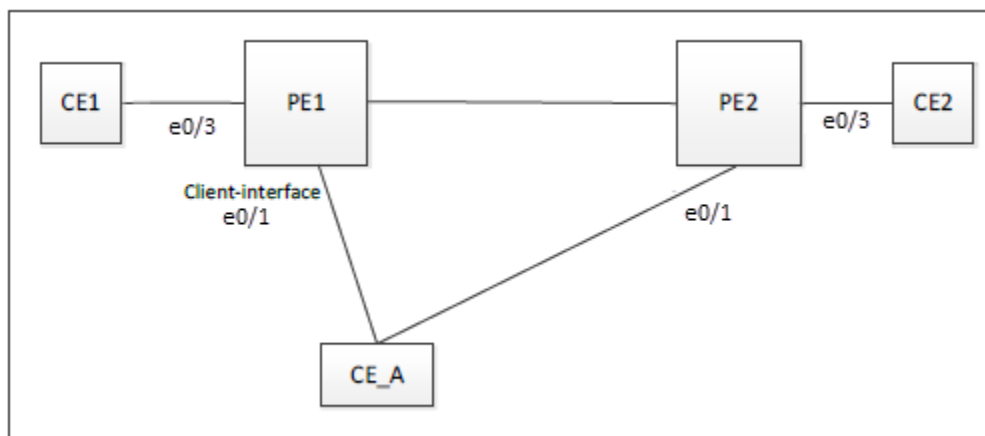 CE1
PE1
PE2
CE2
e0/3
e0/3
Client-interface
e0/1
e0/1
CE_A